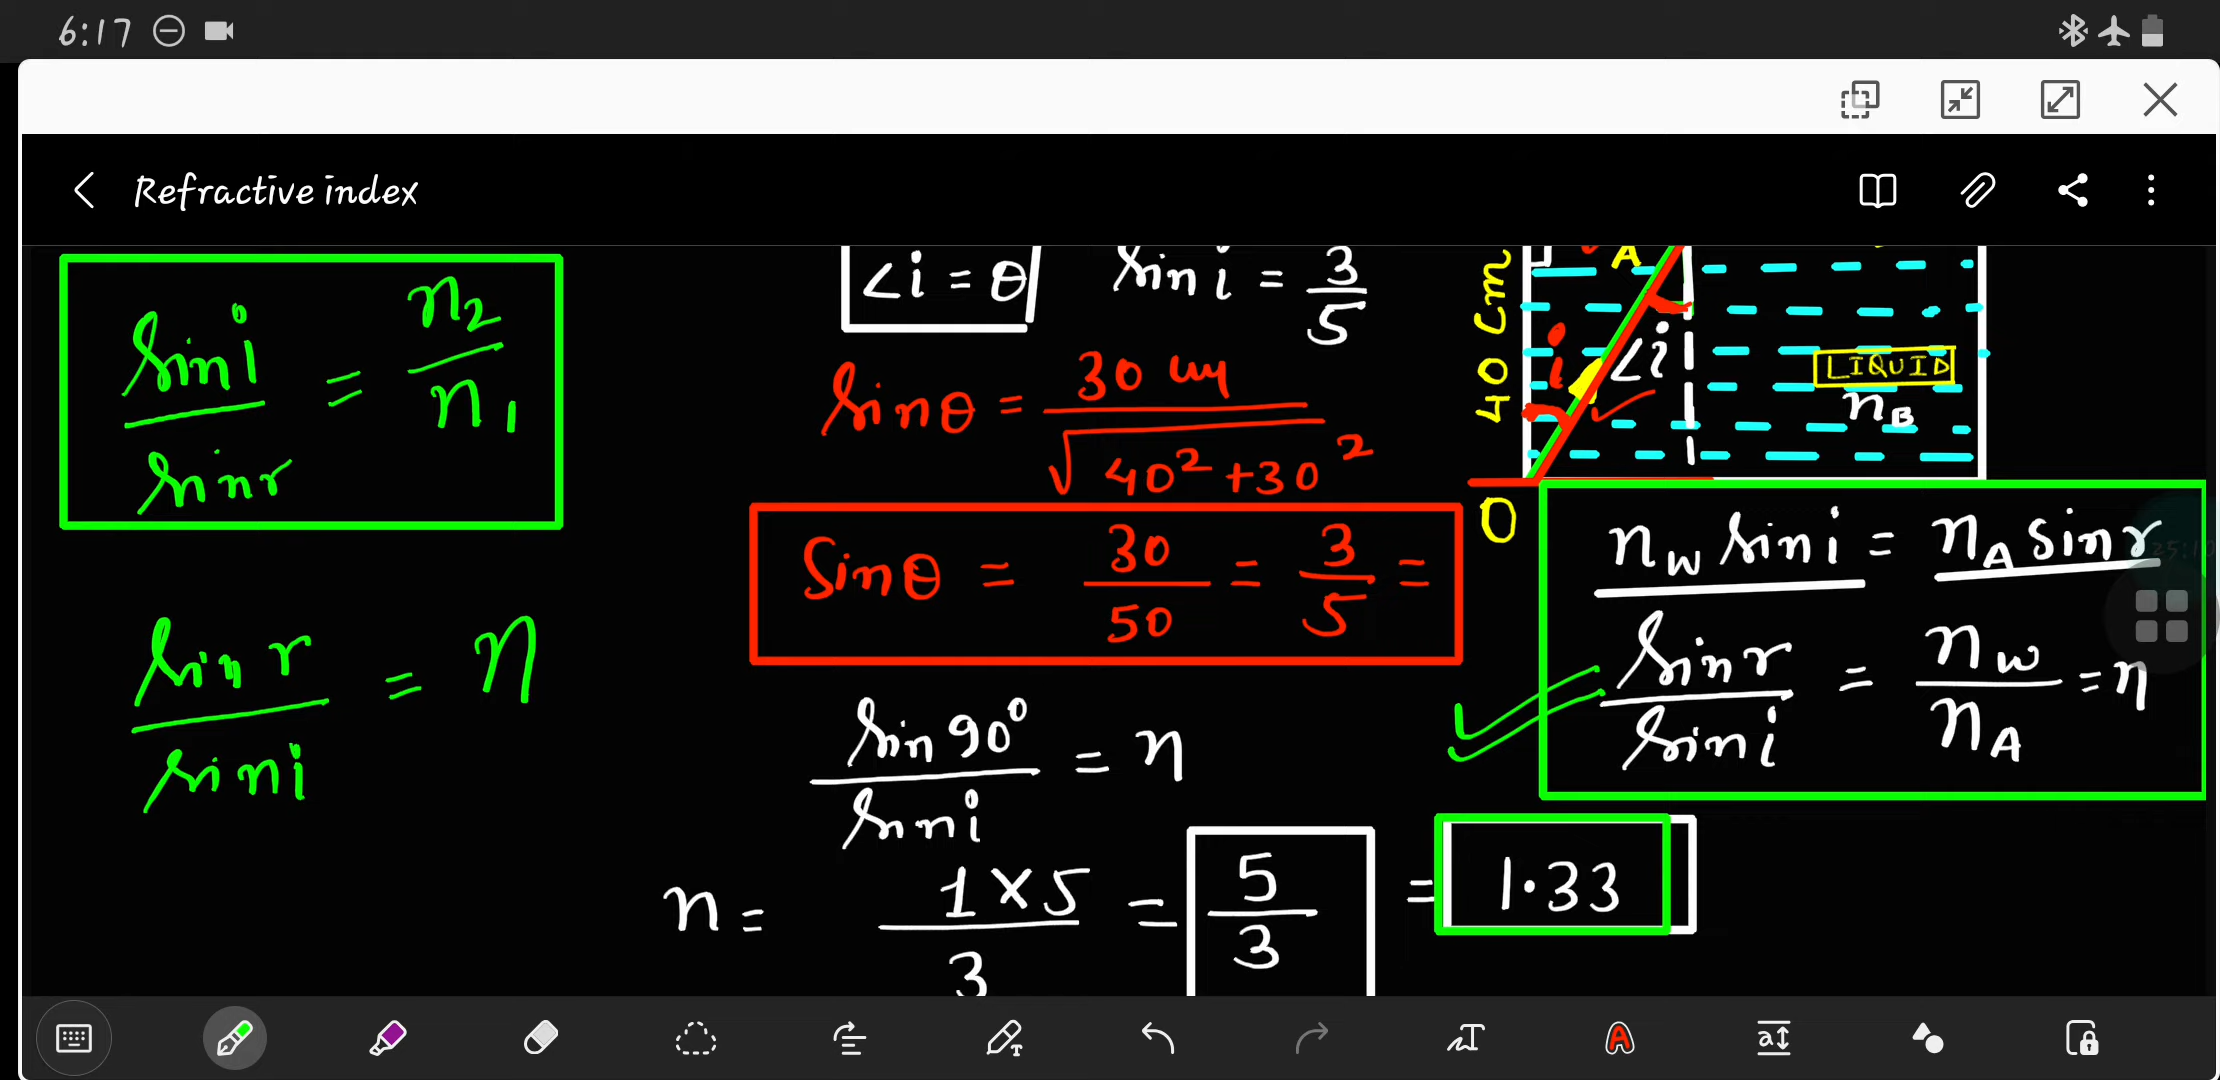 6:17
Refractive index
sin i / sin r = n2 / n1
∠i = θ
sin i = 3/5
sinθ = 30 cm / √40² + 30²
sinθ = 30/50 = 3/5 =
sin r / sin i = n
sin 90° / sin i = n
n = 1×5 / 3 = 5/3 = 1.33
40 cm
A
i
∠i
LIQUID
nB
O
nW sin i = nA sin r
sin r / sin i = nW / nA = n